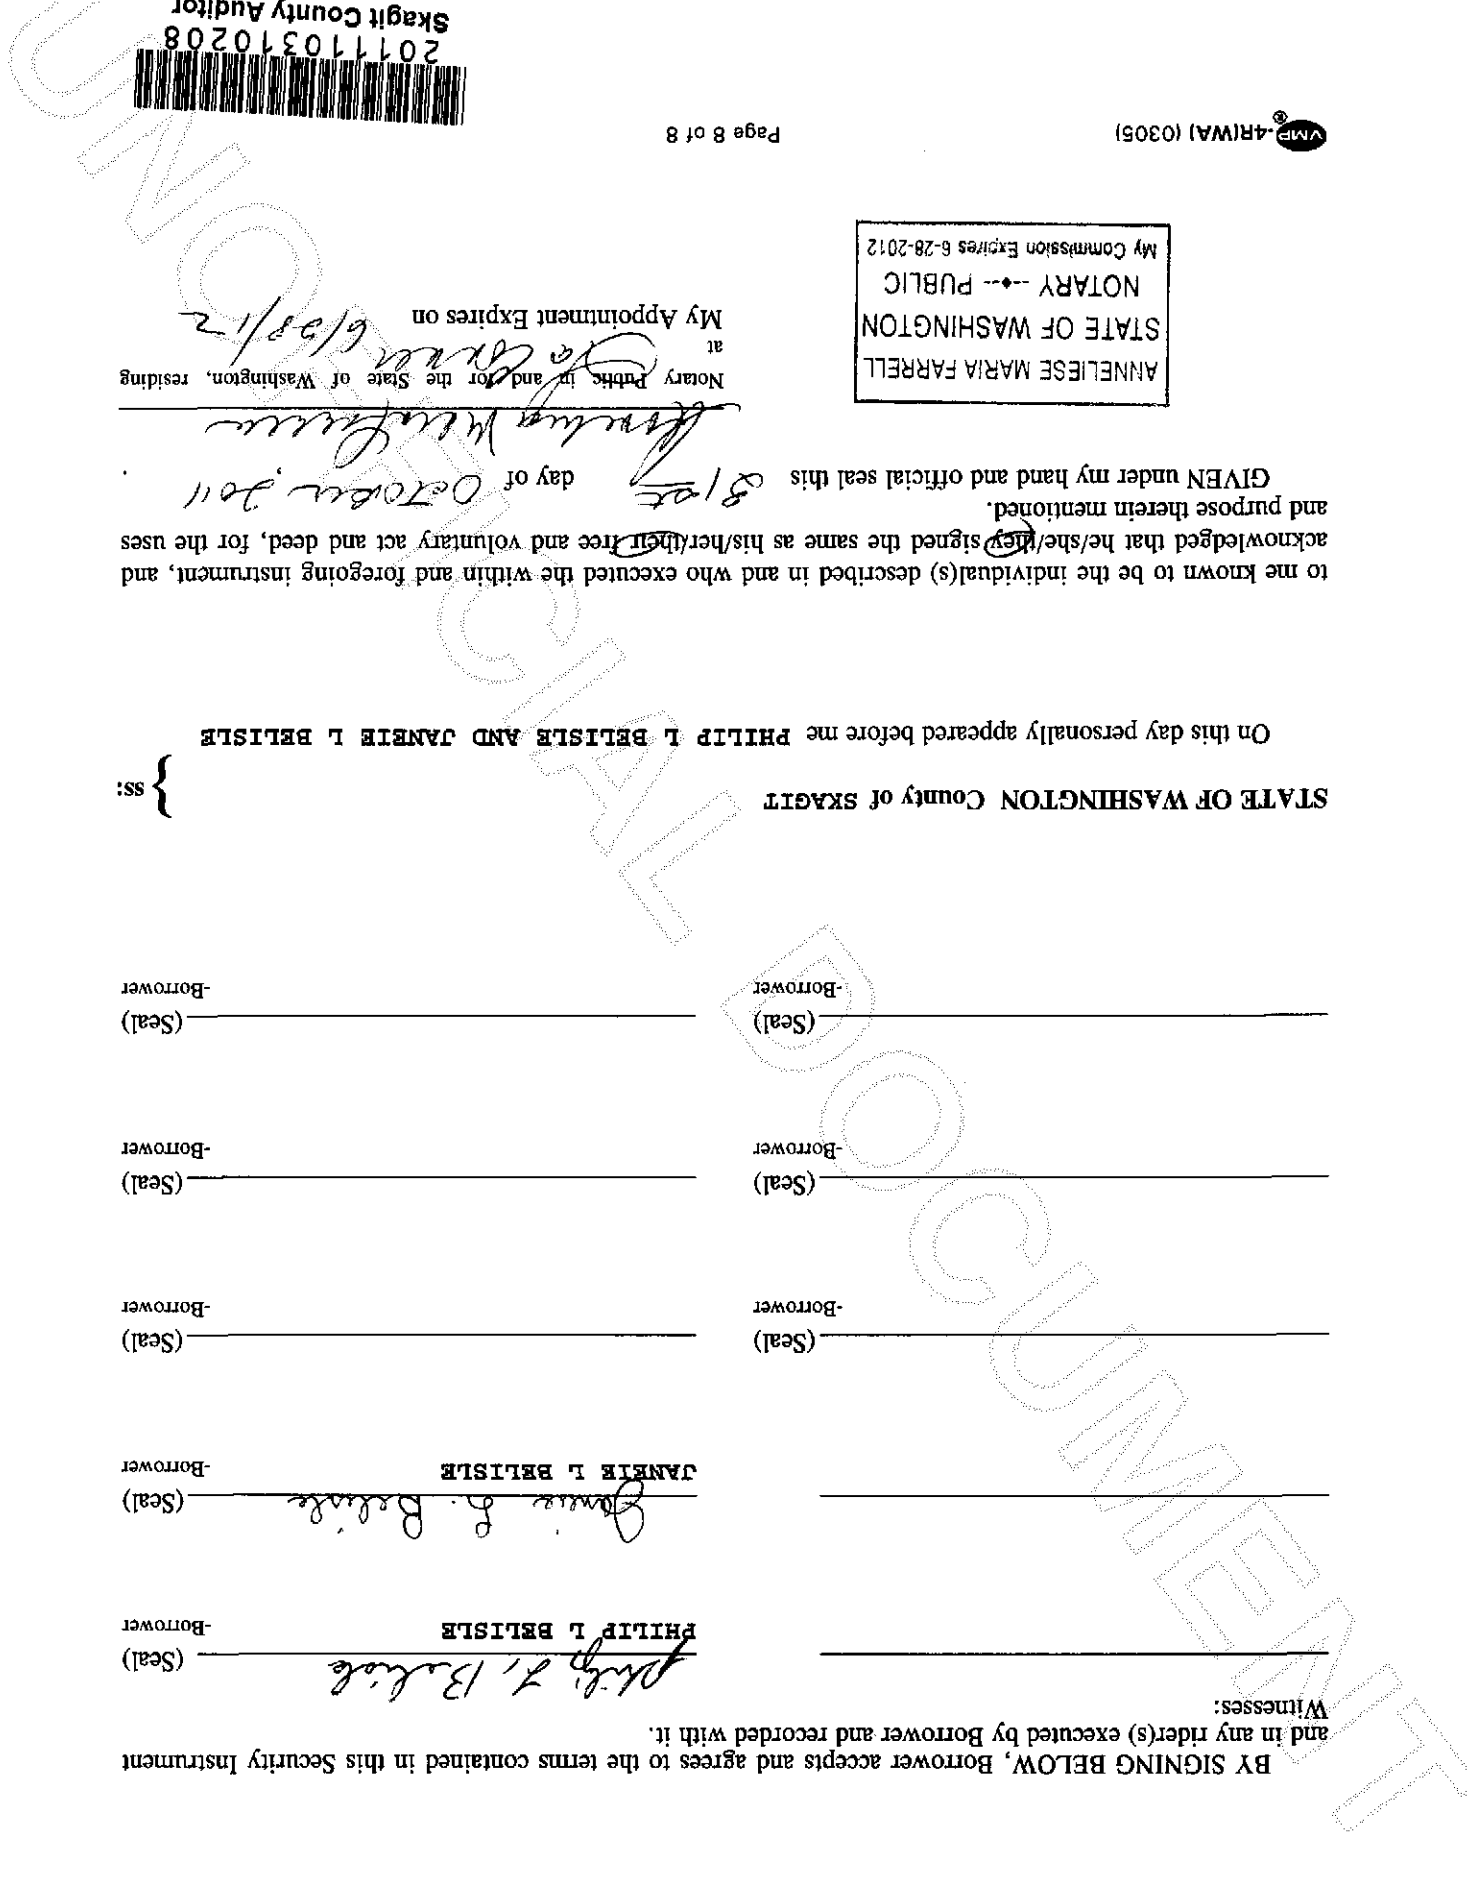 BY SIGNING BELOW, Borrower accepts and agrees to the terms contained in this Security Instrument
and in any rider(s) executed by Borrower and recorded with it.
Witnesses:
Philip L. Belisle (Seal)
PHILIP L BELISLE -Borrower
Janeie L. Belisle (Seal)
JANEIE L BELISLE -Borrower
(Seal) (Seal)
-Borrower -Borrower
(Seal) (Seal)
-Borrower -Borrower
(Seal) (Seal)
-Borrower -Borrower
STATE OF WASHINGTON County of SKAGIT } ss:
On this day personally appeared before me PHILIP L BELISLE AND JANEIE L BELISLE
to me known to be the individual(s) described in and who executed the within and foregoing instrument, and
acknowledged that he/she/they signed the same as his/her/their free and voluntary act and deed, for the uses
and purpose therein mentioned.
GIVEN under my hand and official seal this 31st day of October, 2011.
Notary Public in and for the State of Washington, residing
at La Conner
My Appointment Expires on 6/28/12
ANNELIESE MARIA FARRELL
STATE OF WASHINGTON
NOTARY --♦-- PUBLIC
My Commission Expires 6-28-2012
VMP®-4R(WA) (0305) Page 8 of 8
201110310208
Skagit County Auditor
UNOFFICIAL DOCUMENT